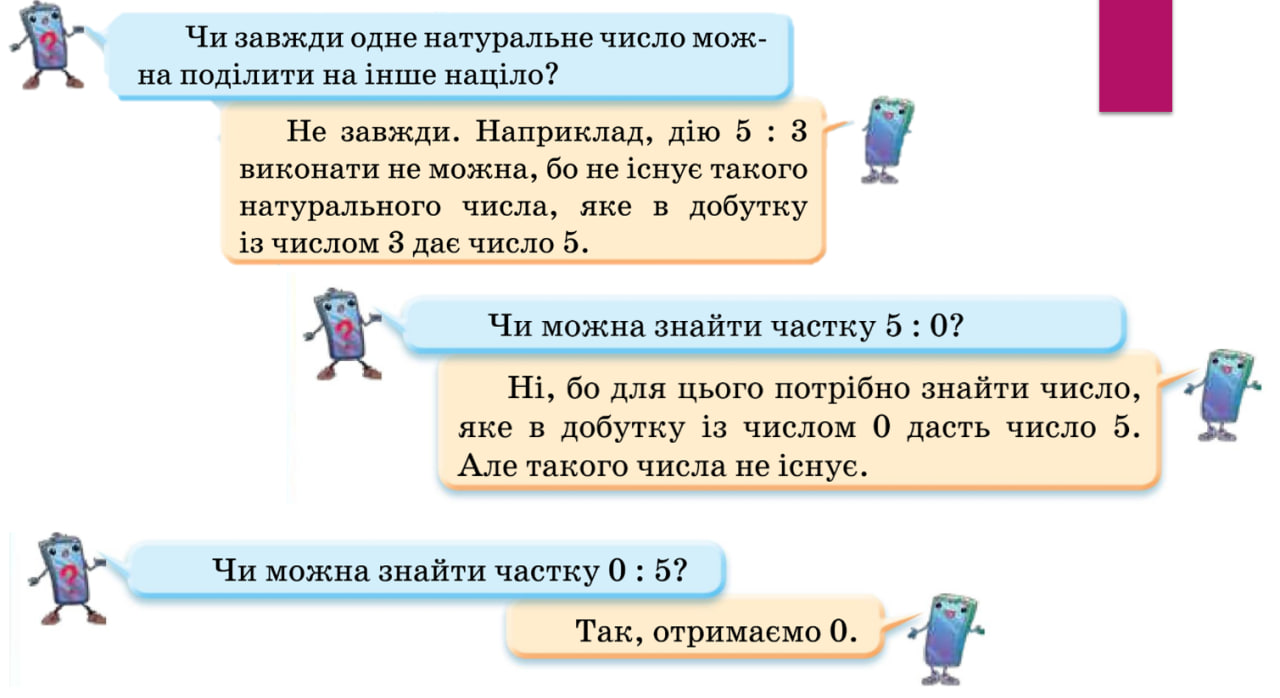 Чи завжди одне натуральне число мож-
на поділити на інше націло?
Не завжди. Наприклад, дію 5 : 3
виконати не можна, бо не існує такого
натурального числа, яке в добутку
із числом 3 дає число 5.
Чи можна знайти частку 5 : 0?
Ні, бо для цього потрібно знайти число,
яке в добутку із числом 0 дасть число 5.
Але такого числа не існує.
Чи можна знайти частку 0 : 5?
Так, отримаємо 0.